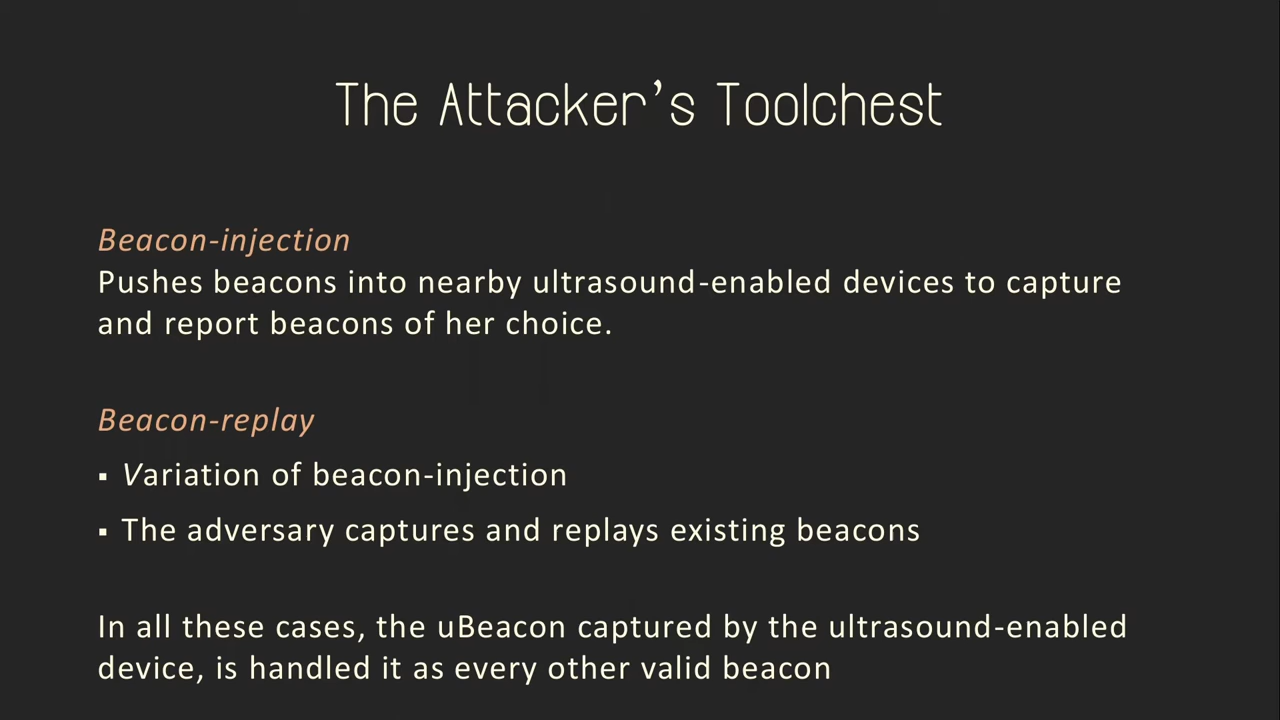 The Attacker’s Toolchest
Beacon-injection
Pushes beacons into nearby ultrasound-enabled devices to capture
and report beacons of her choice.
Beacon-replay
▪ Variation of beacon-injection
▪ The adversary captures and replays existing beacons
In all these cases, the uBeacon captured by the ultrasound-enabled
device, is handled it as every other valid beacon